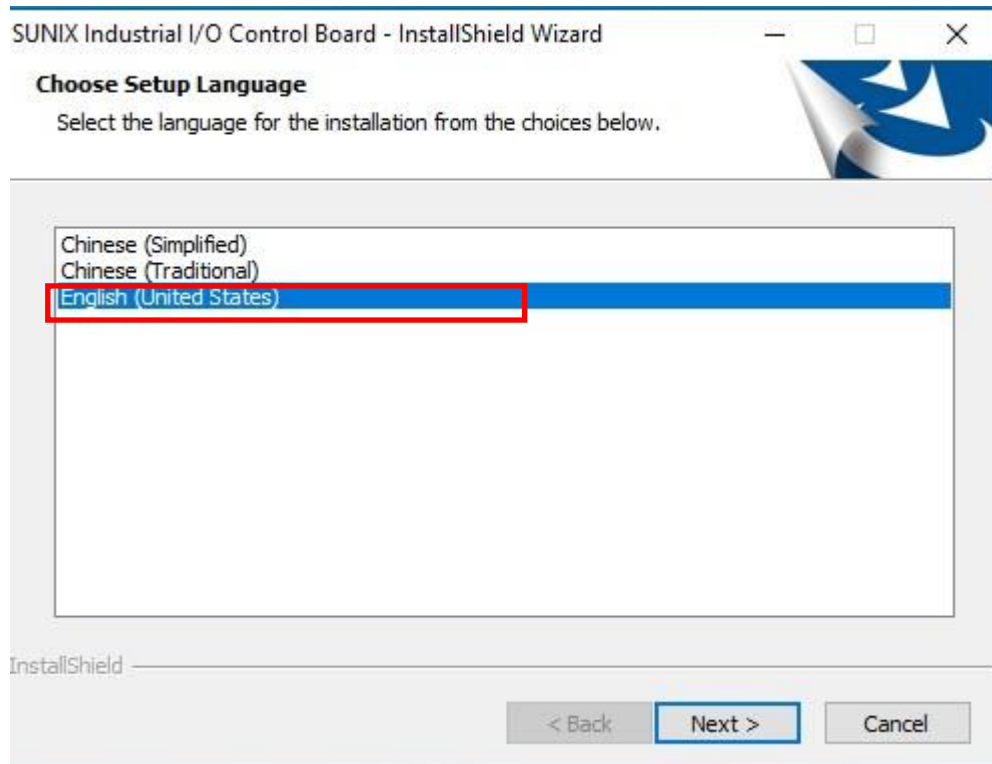 SUNIX Industrial I/O Control Board - InstallShield Wizard
Choose Setup Language
Select the language for the installation from the choices below.
Chinese (Simplified)
Chinese (Traditional)
English (United States)
InstallShield
< Back Next > Cancel